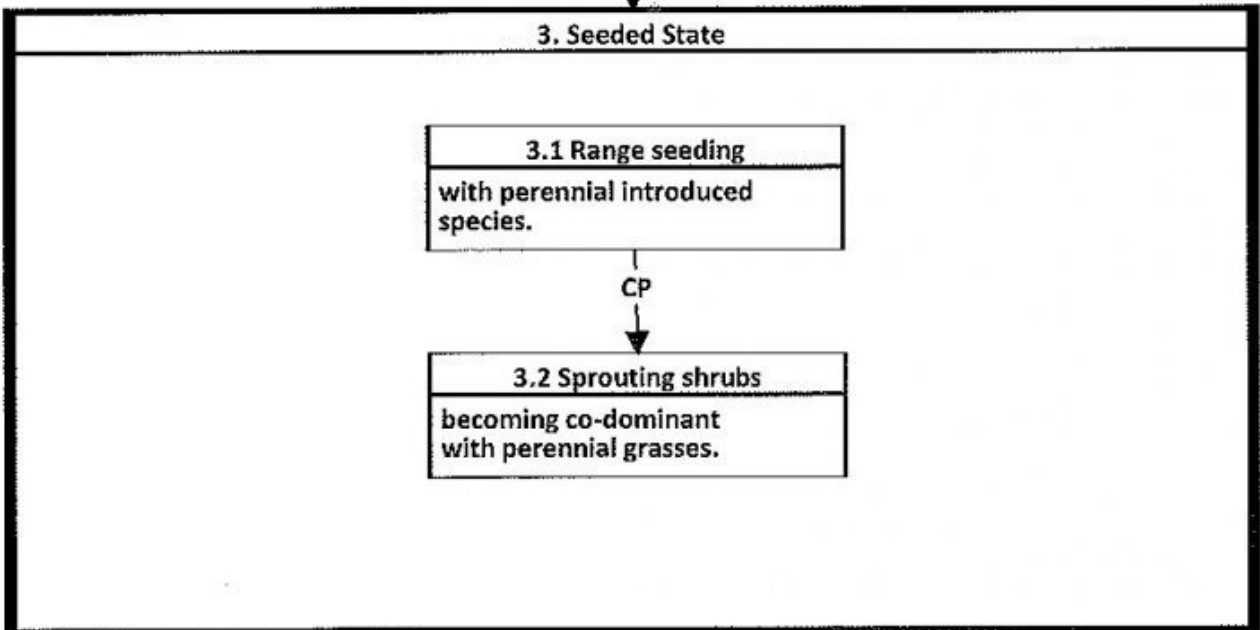 3. Seeded State
3.1 Range seeding
with perennial introduced
species.
CP
3.2 Sprouting shrubs
becoming co-dominant
with perennial grasses.